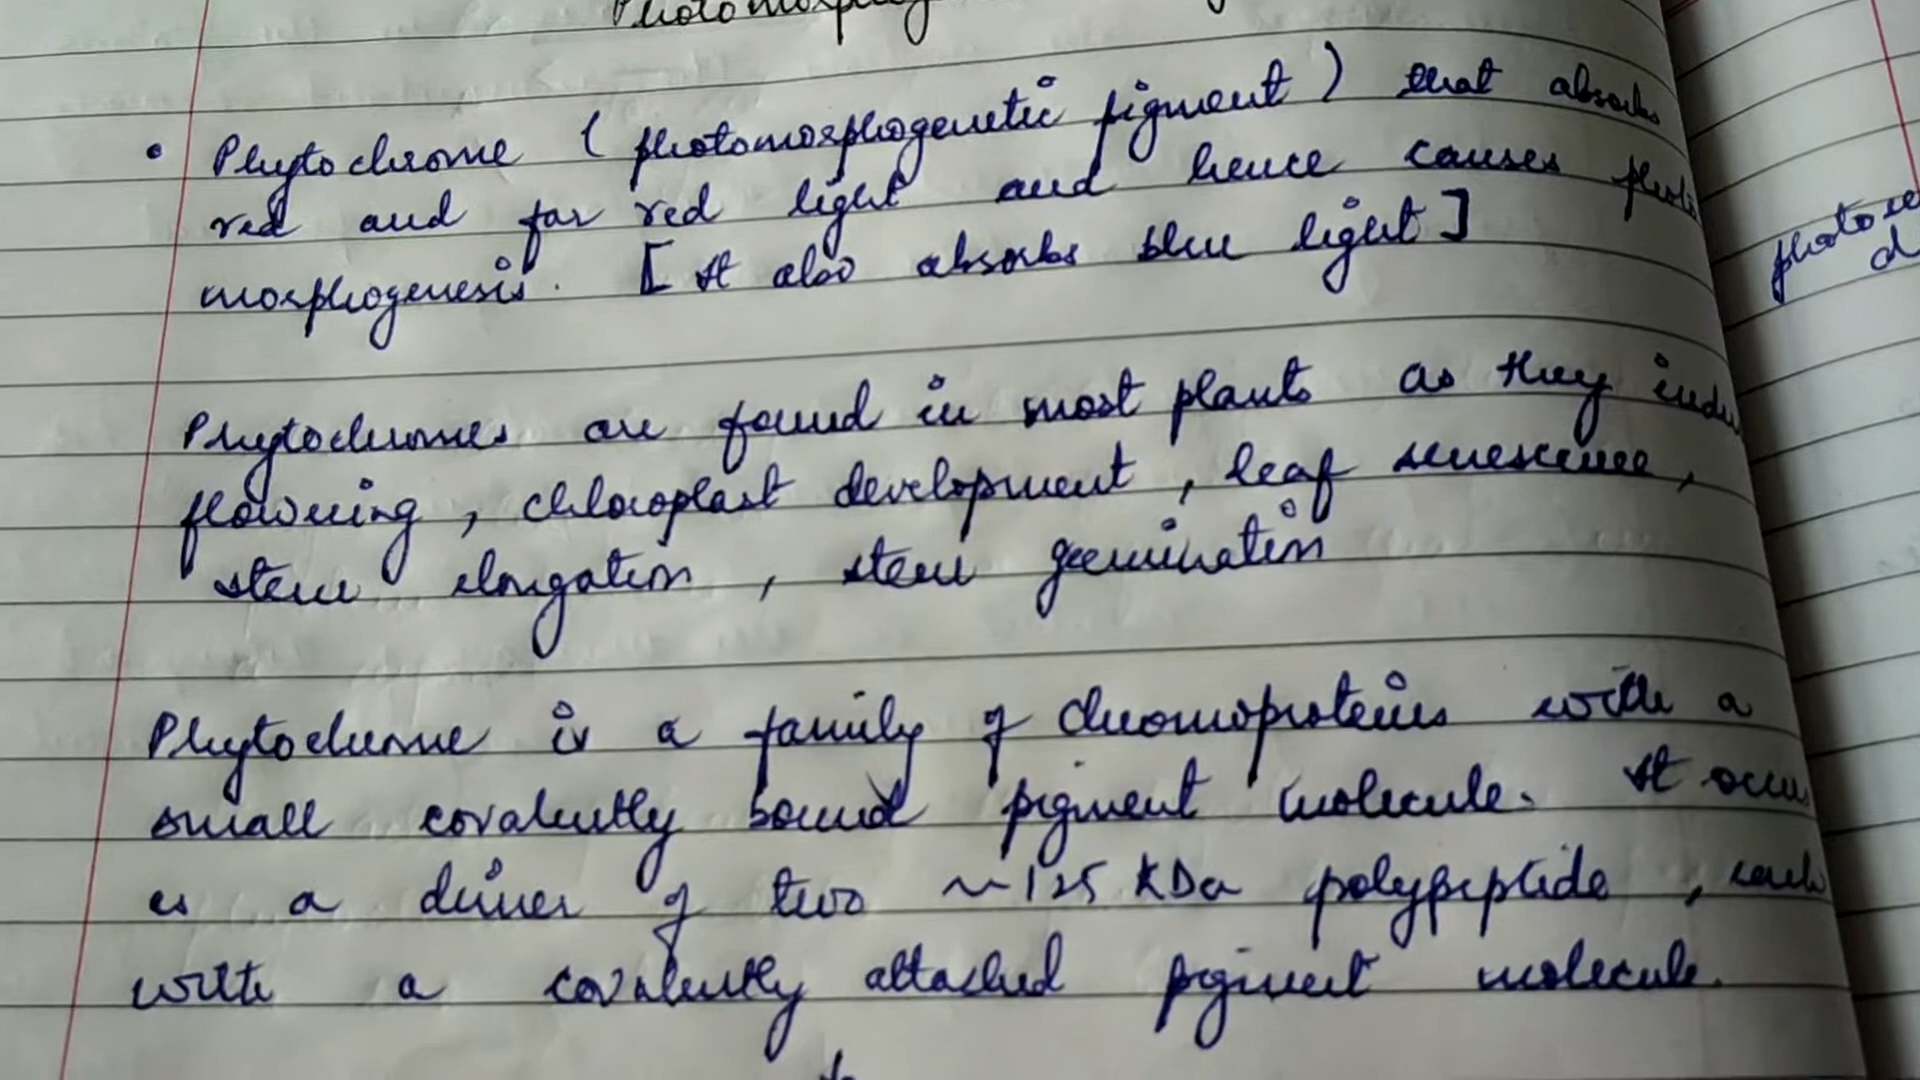 • Phytochrome (photomorphogenetic pigment) that absorbs
red and far red light and hence causes photo
morphogenesis. [It also absorbs blue light]
Phytochromes are found in most plants as they indu
flowering, chloroplast development, leaf senescence,
stem elongation, stem germination
Phytochrome is a family of chromoproteins with a
small covalently bound pigment molecule. It occus
as a dimer of two ~125 KDa polypeptide, each
with a covalently attached pigment molecule.